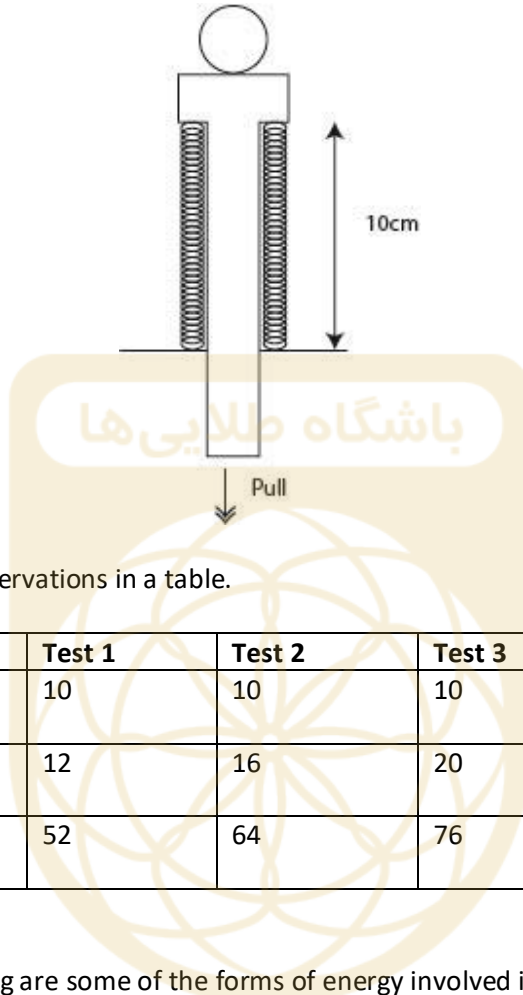 10cm
باشگاه طلایی‌ها
Pull
ervations in a table.
Test 1 Test 2 Test 3
10 10 10
12 16 20
52 64 76
g are some of the forms of energy involved i